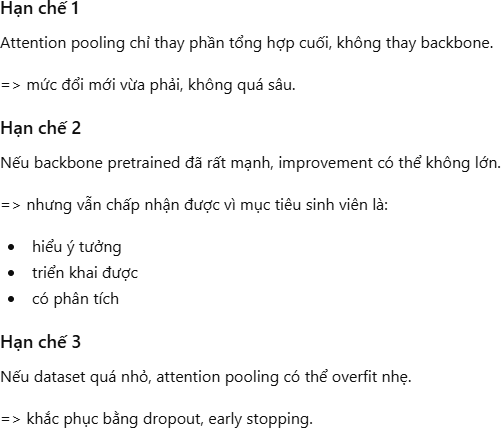 Hạn chế 1
Attention pooling chỉ thay phần tổng hợp cuối, không thay backbone.
=> mức đổi mới vừa phải, không quá sâu.
Hạn chế 2
Nếu backbone pretrained đã rất mạnh, improvement có thể không lớn.
=> nhưng vẫn chấp nhận được vì mục tiêu sinh viên là:
• hiểu ý tưởng
• triển khai được
• có phân tích
Hạn chế 3
Nếu dataset quá nhỏ, attention pooling có thể overfit nhẹ.
=> khắc phục bằng dropout, early stopping.